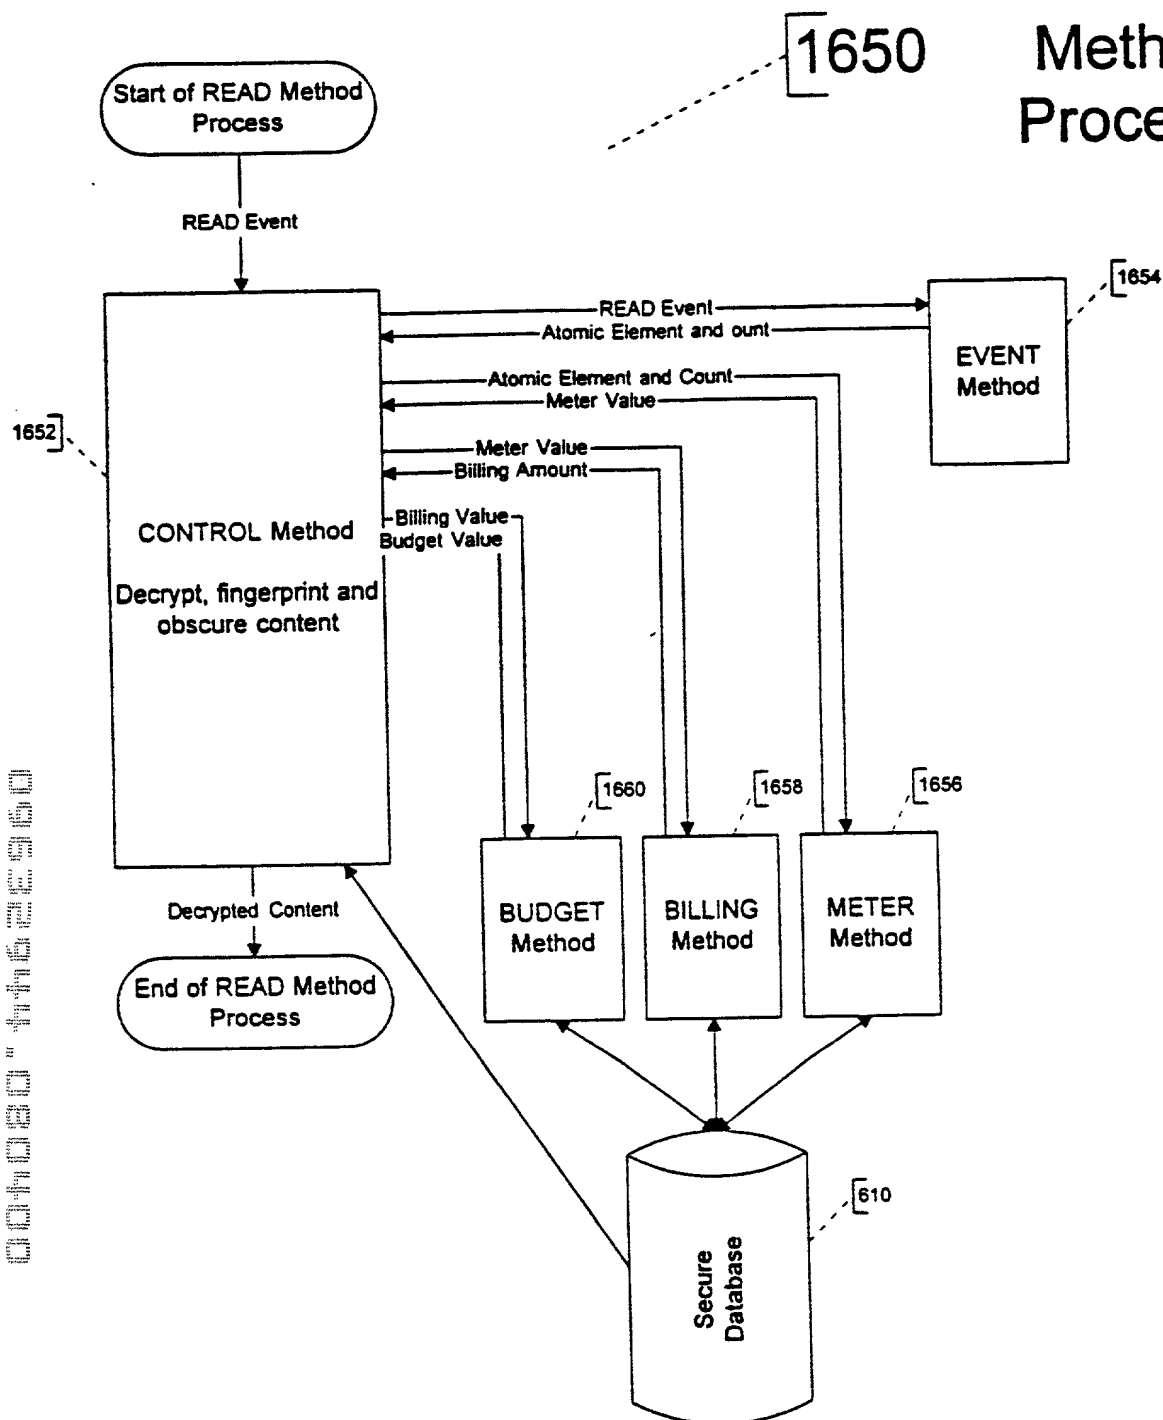 1650 Meth
Proce
Start of READ Method
Process
READ Event
READ Event
Atomic Element and ount
1654
EVENT
Method
Atomic Element and Count
Meter Value
1652
Meter Value
Billing Amount
Billing Value
Budget Value
CONTROL Method
Decrypt, fingerprint and
obscure content
1660
1658
1656
BUDGET
Method
BILLING
Method
METER
Method
Decrypted Content
End of READ Method
Process
610
Secure
Database